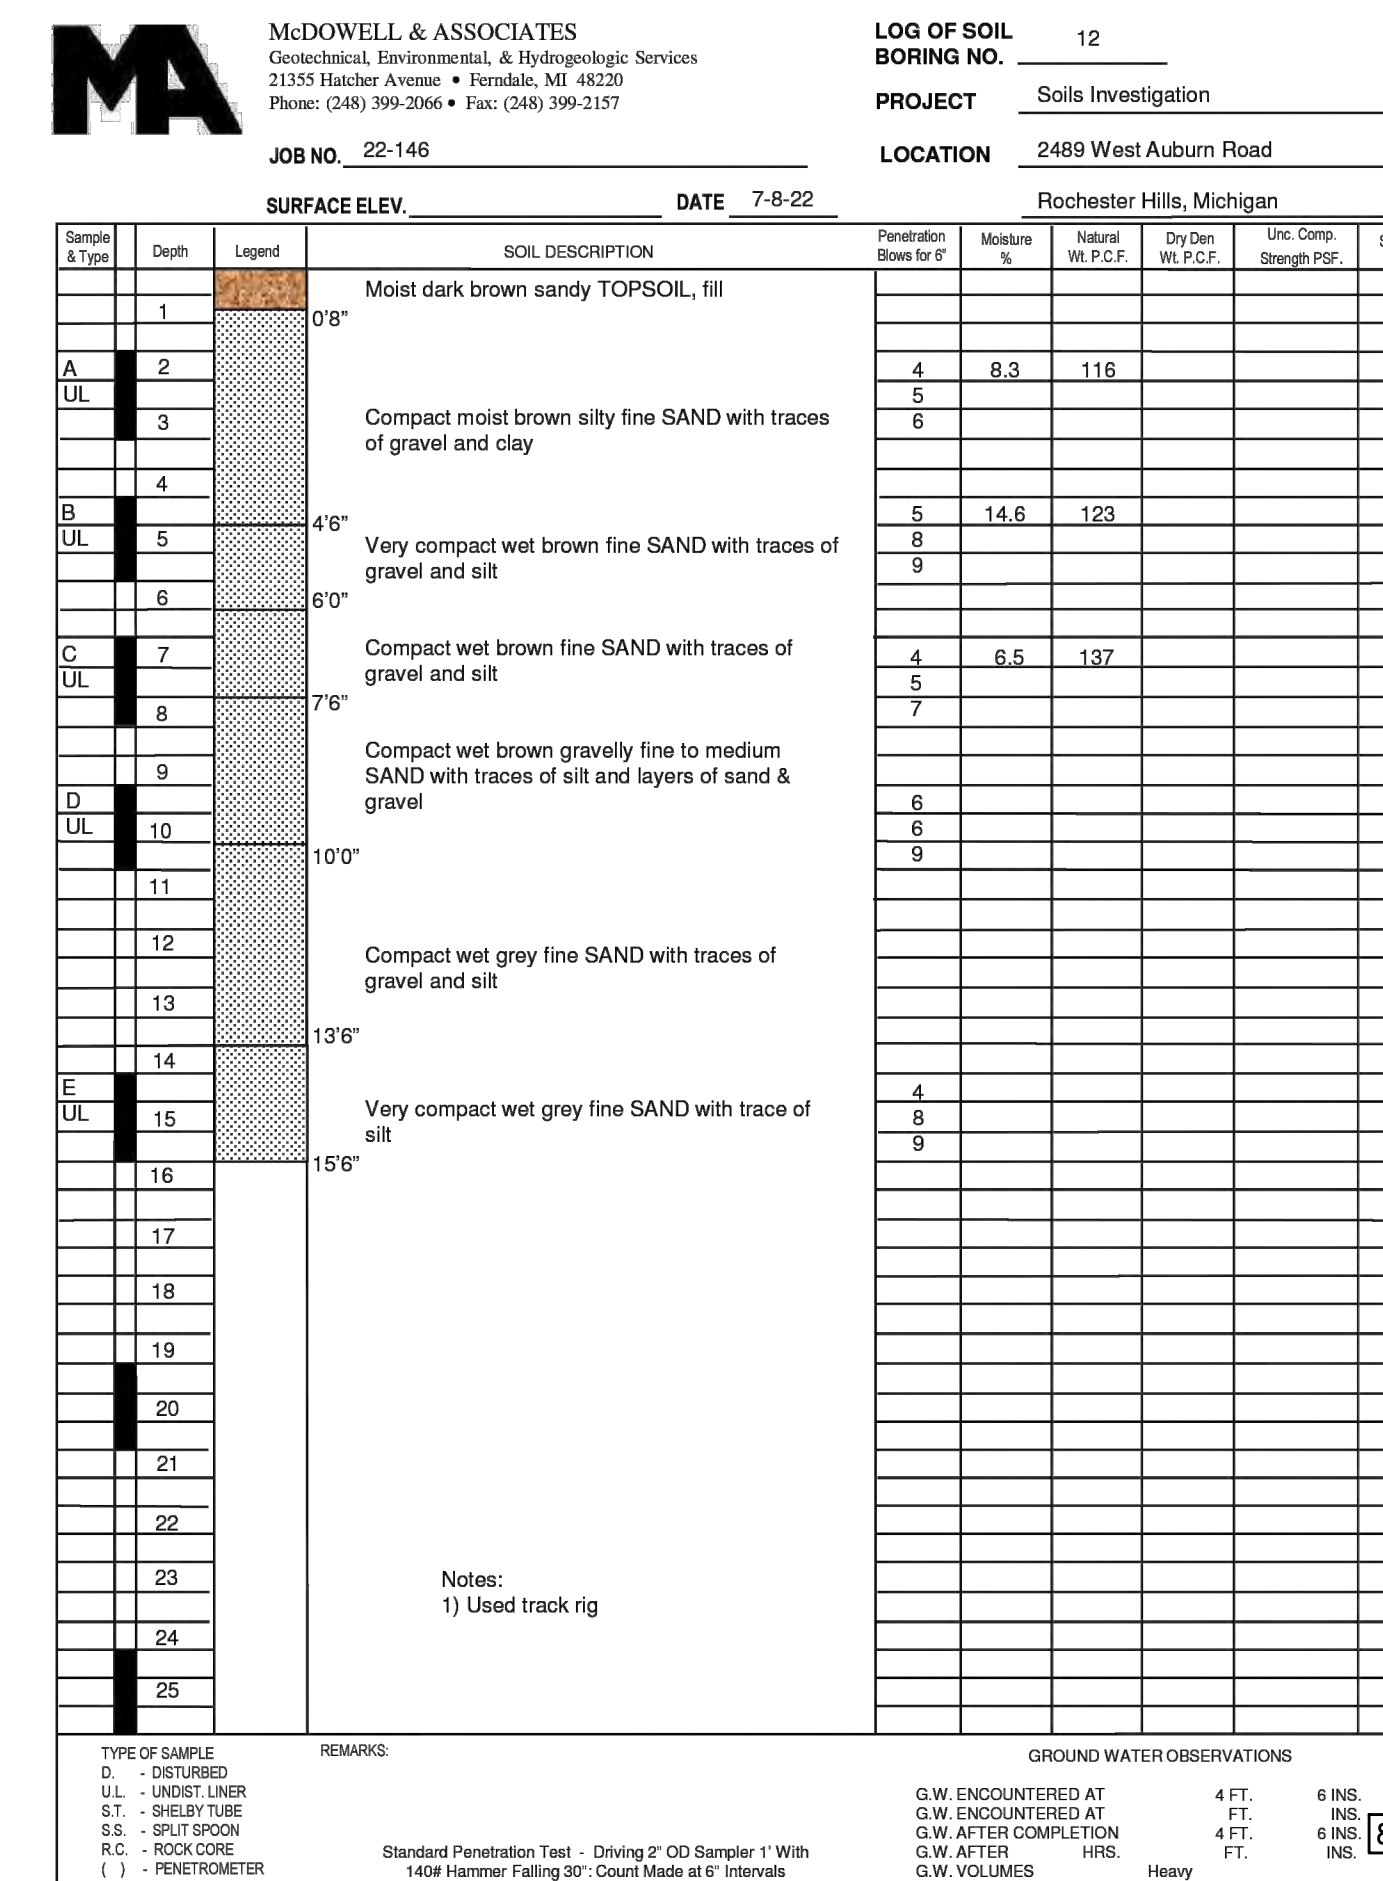 MA
McDOWELL & ASSOCIATES
Geotechnical, Environmental, & Hydrogeologic Services
21355 Hatcher Avenue • Ferndale, MI 48220
Phone: (248) 399-2066 • Fax: (248) 399-2157
LOG OF SOIL
BORING NO. 12
PROJECT Soils Investigation
JOB NO. 22-146
LOCATION 2489 West Auburn Road
SURFACE ELEV. DATE 7-8-22
Rochester Hills, Michigan
Sample & Type Depth Legend SOIL DESCRIPTION Penetration Blows for 6" Moisture % Natural Wt. P.C.F. Dry Den Wt. P.C.F. Unc. Comp. Strength PSF.
Moist dark brown sandy TOPSOIL, fill
1 0'8"
A 2 4 8.3 116
UL 5
3 Compact moist brown silty fine SAND with traces 6
of gravel and clay
4
B 4'6" 5 14.6 123
UL 5 Very compact wet brown fine SAND with traces of 8
gravel and silt 9
6 6'0"
C 7 Compact wet brown fine SAND with traces of 4 6.5 137
UL gravel and silt 5
8 7'6" 7
Compact wet brown gravelly fine to medium
9 SAND with traces of silt and layers of sand &
D gravel 6
UL 10 6
10'0" 9
11
12 Compact wet grey fine SAND with traces of
gravel and silt
13
13'6"
14
E 4
UL 15 Very compact wet grey fine SAND with trace of 8
silt 9
16 15'6"
17
18
19
20
21
22
23 Notes:
1) Used track rig
24
25
TYPE OF SAMPLE
D. - DISTURBED
U.L. - UNDIST. LINER
S.T. - SHELBY TUBE
S.S. - SPLIT SPOON
R.C. - ROCK CORE
( ) - PENETROMETER
REMARKS:
Standard Penetration Test - Driving 2" OD Sampler 1' With
140# Hammer Falling 30": Count Made at 6" Intervals
GROUND WATER OBSERVATIONS
G.W. ENCOUNTERED AT 4 FT. 6 INS.
G.W. ENCOUNTERED AT FT. INS.
G.W. AFTER COMPLETION 4 FT. 6 INS.
G.W. AFTER HRS. FT. INS.
G.W. VOLUMES Heavy